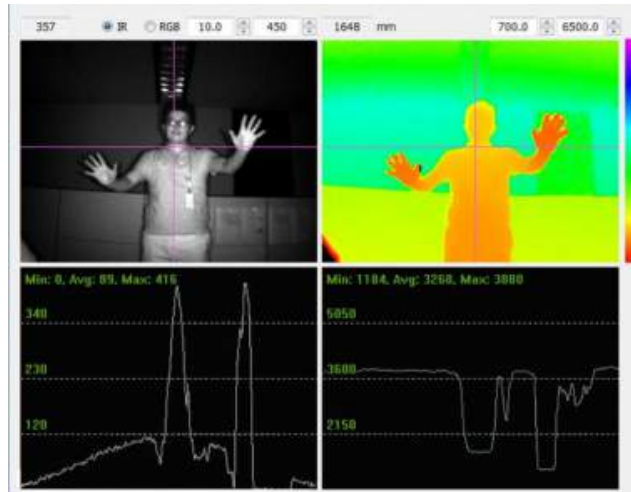 357 IR RGB 10.0 450 1648 mm 700.0 6500.0
Min: 0, Avg: 89, Max: 416
340
230
120
Min: 1184, Avg: 3268, Max: 3880
5050
3600
2150